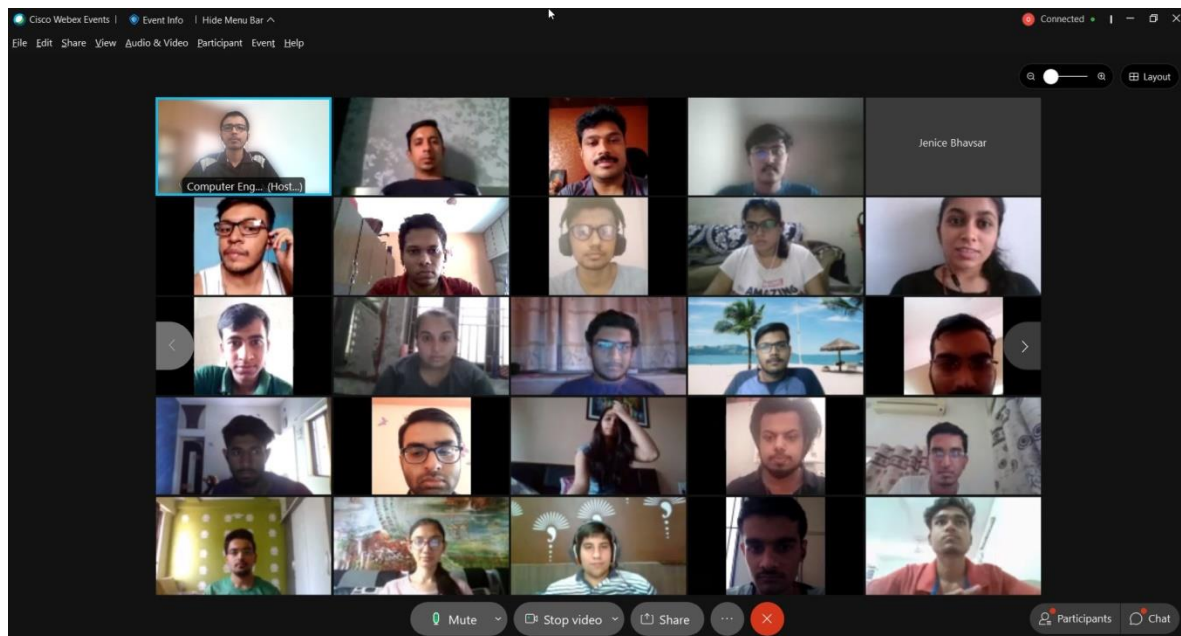 Cisco Webex Events | Event Info | Hide Menu Bar
Connected
File Edit Share View Audio & Video Participant Event Help
Layout
Computer Eng... (Host...)
Jenice Bhavsar
AMAZING
Mute Stop video Share ... Participants Chat